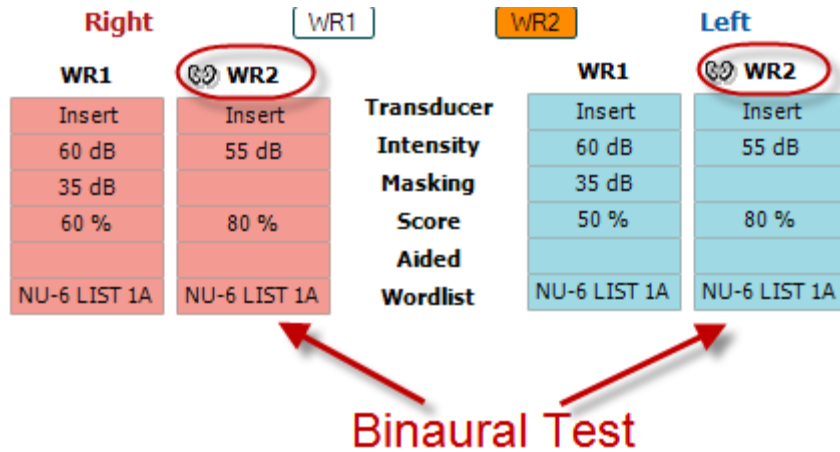 Right WR1 WR2 Left
WR1 WR2 WR1 WR2
Insert Insert Transducer Insert Insert
60 dB 55 dB Intensity 60 dB 55 dB
35 dB Masking 35 dB
60 % 80 % Score 50 % 80 %
Aided
NU-6 LIST 1A NU-6 LIST 1A Wordlist NU-6 LIST 1A NU-6 LIST 1A
Binaural Test